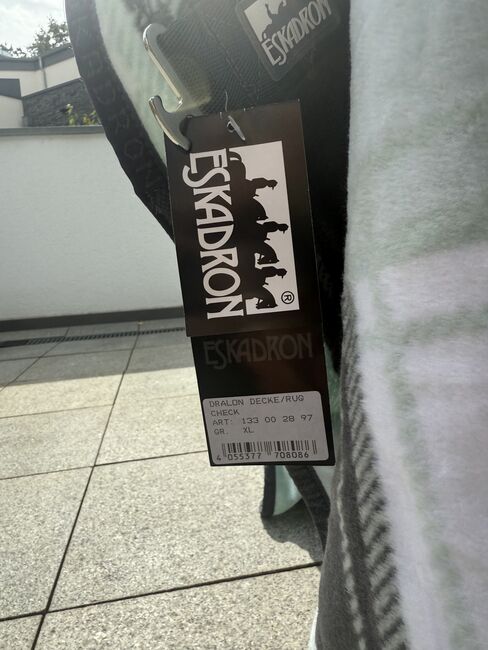 ESKADRON
ESKADRON
®
ESKADRON
DRALON DECKE/RUG
CHECK
ART: 133 00 28 97
GR. XL
4 055377 708086